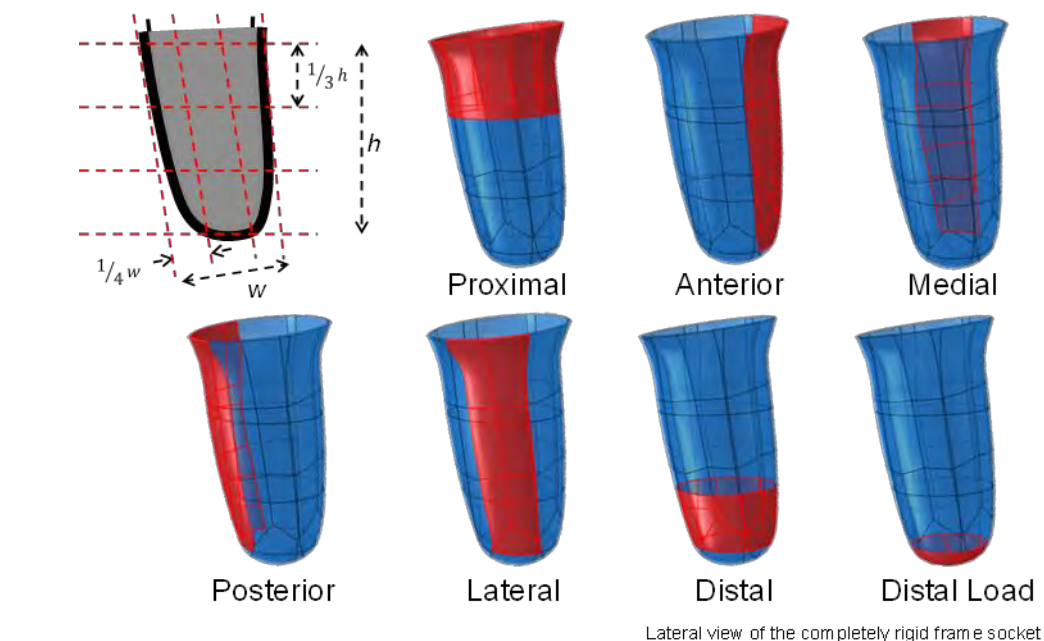 1/3 h
h
1/4 w
w
Proximal Anterior Medial
Posterior Lateral Distal Distal Load
Lateral view of the completely rigid frame socket